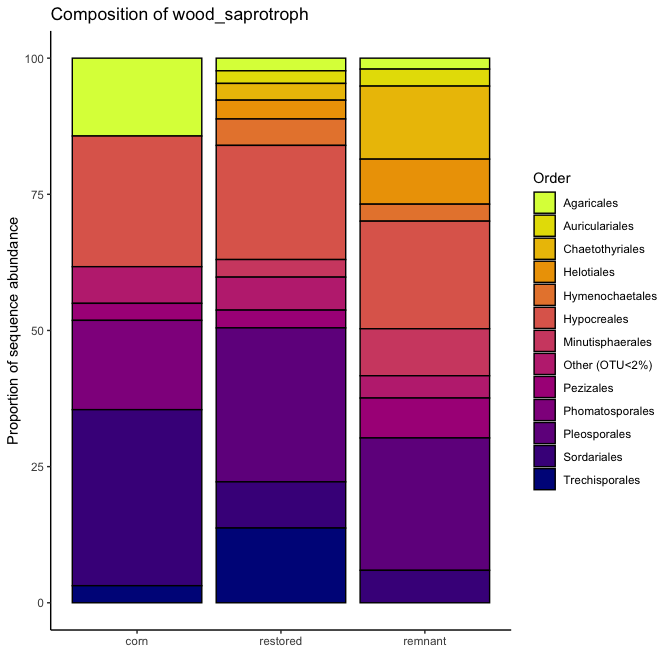 Composition of wood_saprotroph
Proportion of sequence abundance
100
75
50
25
0
corn
restored
remnant
Order
Agaricales
Auriculariales
Chaetothyriales
Helotiales
Hymenochaetales
Hypocreales
Minutisphaerales
Other (OTU<2%)
Pezizales
Phomatosporales
Pleosporales
Sordariales
Trechisporales